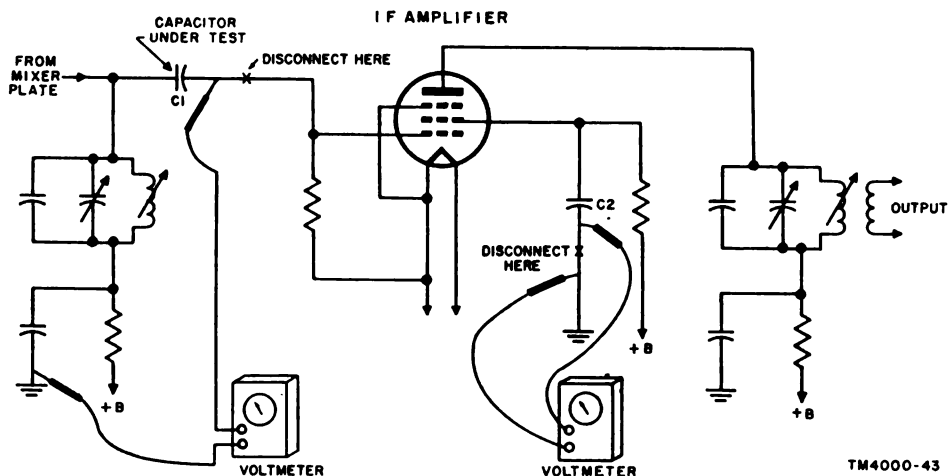 IF AMPLIFIER
CAPACITOR
UNDER TEST
DISCONNECT HERE
FROM
MIXER
PLATE
C1
C2
DISCONNECT
HERE
OUTPUT
+B
+B
+B
VOLTMETER
VOLTMETER
TM4000-43